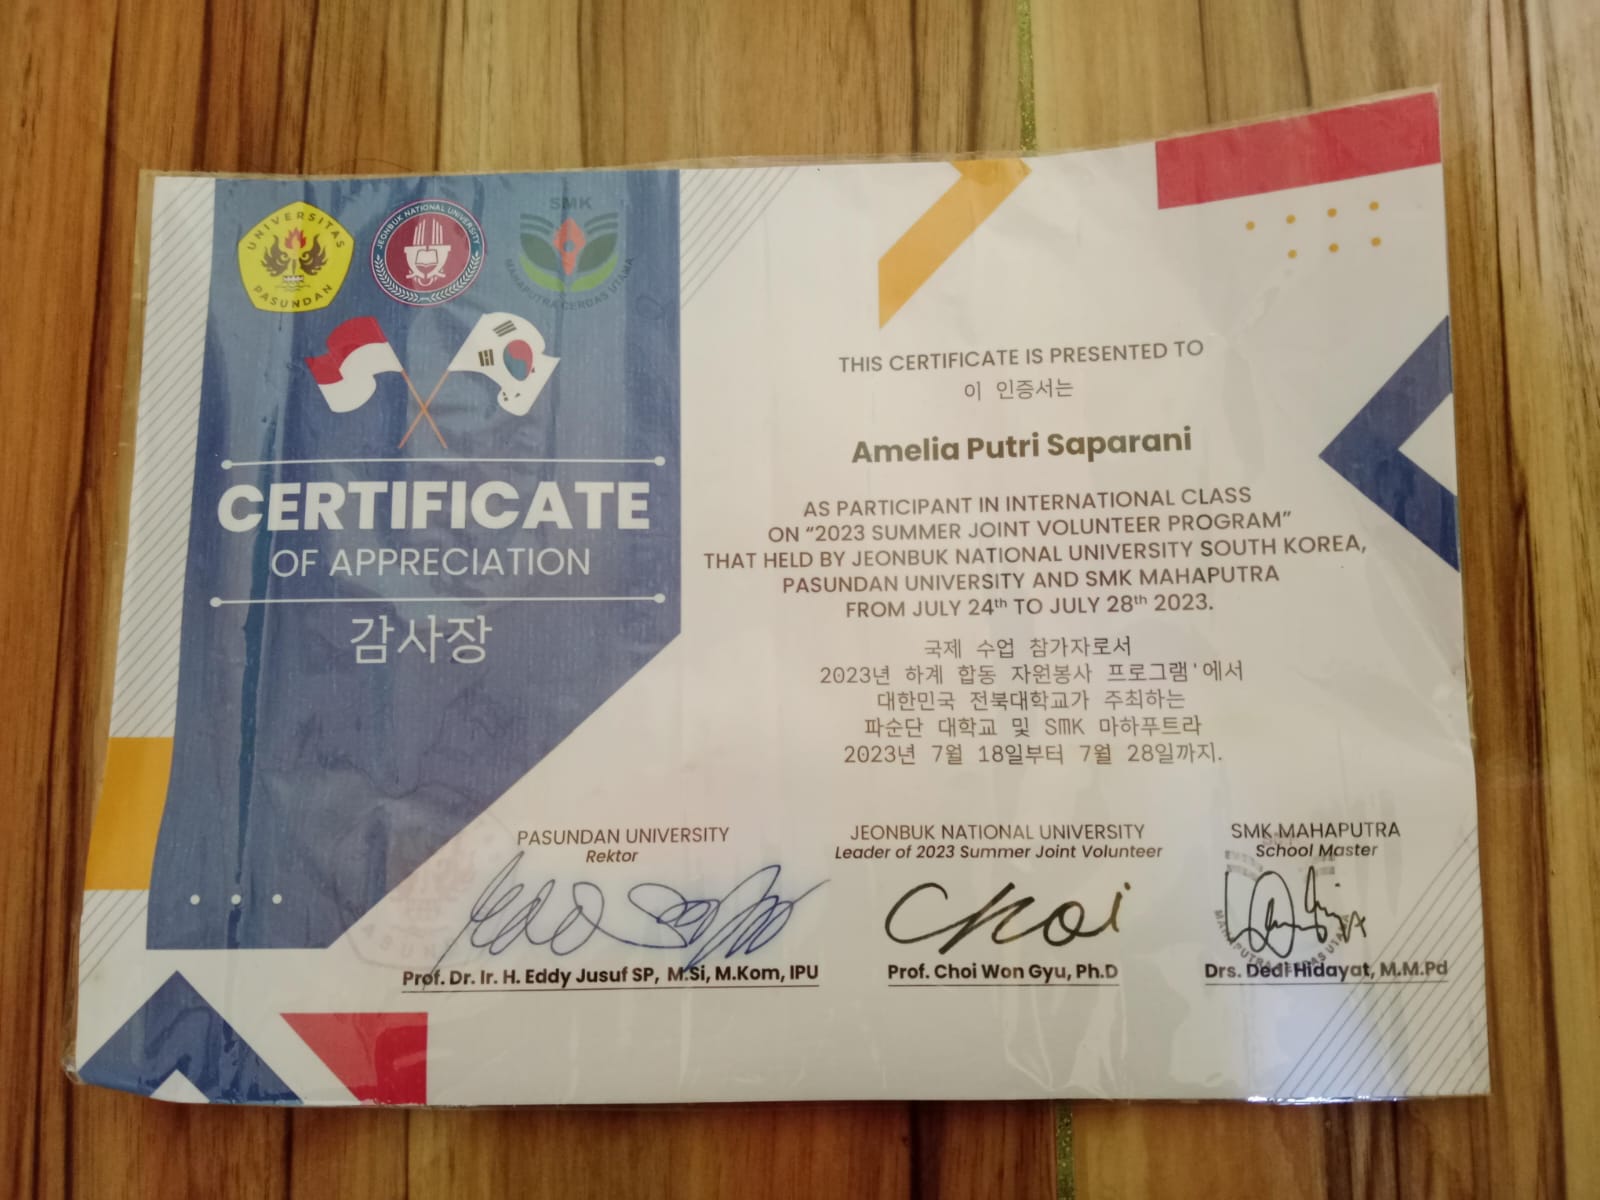 UNIVERSITAS PASUNDAN
JEONBUK NATIONAL UNIVERSITY
SMK
MAHAPUTRA CERDAS UTAMA
CERTIFICATE
OF APPRECIATION
감사장
THIS CERTIFICATE IS PRESENTED TO
이 인증서는
Amelia Putri Saparani
AS PARTICIPANT IN INTERNATIONAL CLASS
ON “2023 SUMMER JOINT VOLUNTEER PROGRAM”
THAT HELD BY JEONBUK NATIONAL UNIVERSITY SOUTH KOREA,
PASUNDAN UNIVERSITY AND SMK MAHAPUTRA
FROM JULY 24th TO JULY 28th 2023.
국제 수업 참가자로서
2023년 하계 합동 자원봉사 프로그램'에서
대한민국 전북대학교가 주최하는
파순단 대학교 및 SMK 마하푸트라
2023년 7월 18일부터 7월 28일까지.
PASUNDAN UNIVERSITY
Rektor
Prof. Dr. Ir. H. Eddy Jusuf SP, M.Si, M.Kom, IPU
JEONBUK NATIONAL UNIVERSITY
Leader of 2023 Summer Joint Volunteer
Choi
Prof. Choi Won Gyu, Ph.D
SMK MAHAPUTRA
School Master
MAHAPUTRA CERDAS UTAMA
Drs. Dedi Hidayat, M.M.Pd